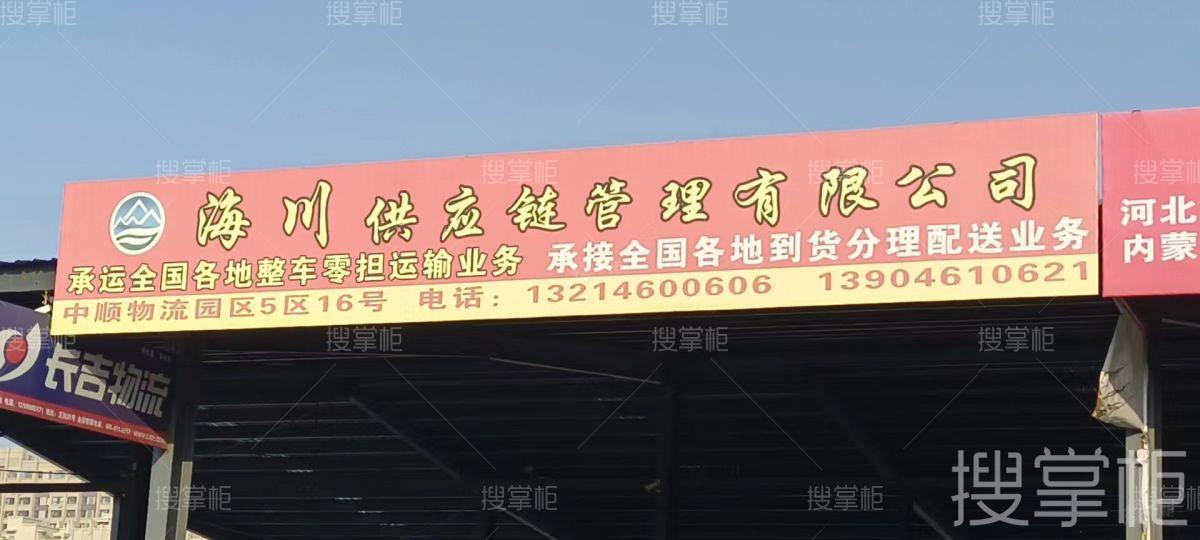 海川供应链管理有限公司
承运全国各地整车零担运输业务 承接全国各地到货分理配送业务
中顺物流园区5区16号 电话：13214600606 13904610621
河北
内蒙
长吉物流
搜掌柜